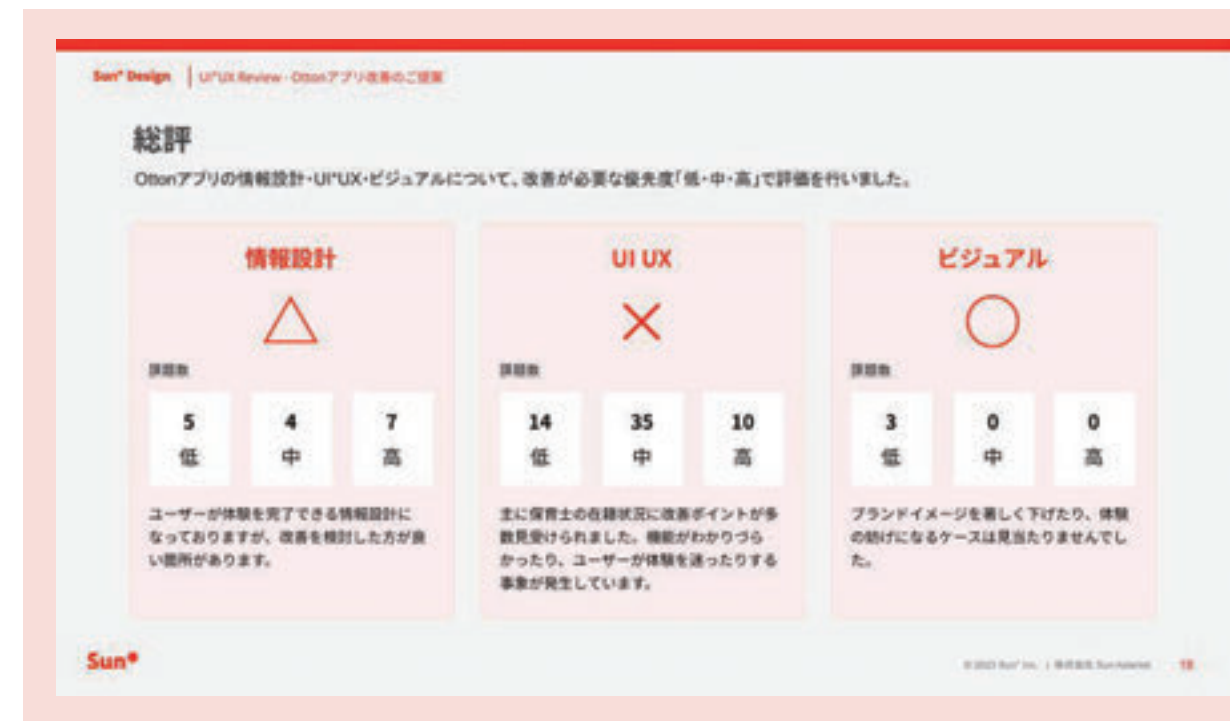 Sun* Design
UI*UX Review - Ottonアプリ改善のご提案
総評
Ottonアプリの情報設計・UI*UX・ビジュアルについて、改善が必要な優先度「低・中・高」で評価を行いました。
情報設計
課題数
5
4
7
低
中
高
ユーザーが体験を完了できる情報設計に
なっておりますが、改善を検討した方が良
い箇所があります。
UI UX
課題数
14
35
10
低
中
高
主に保育士の在籍状況に改善ポイントが多
数見受けられました。機能がわかりづら
かったり、ユーザーが体験を迷ったりする
事象が発生しています。
ビジュアル
課題数
3
0
0
低
中
高
ブランドイメージを著しく下げたり、体験
の妨げになるケースは見当たりませんでし
た。
Sun*
© 2023 Sun* Inc. | 株式会社 Sun Asterisk
18